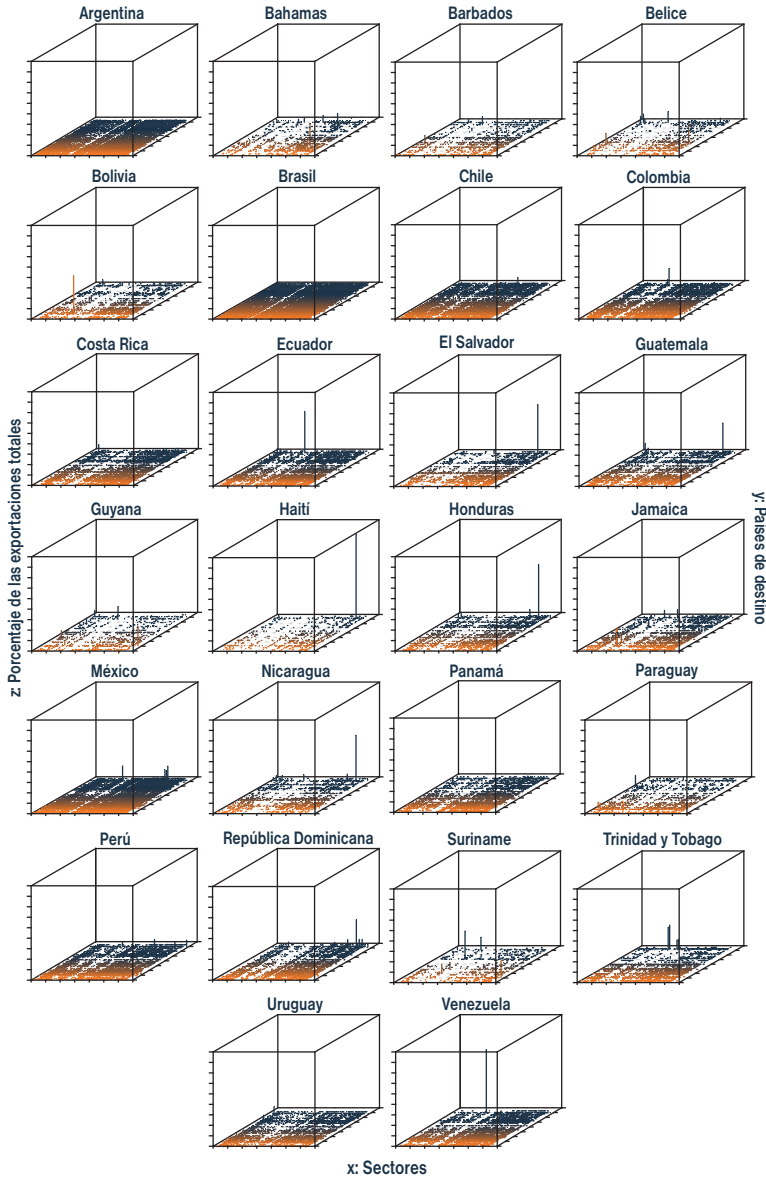 Argentina
Bahamas
Barbados
Belice
Bolivia
Brasil
Chile
Colombia
Costa Rica
Ecuador
El Salvador
Guatemala
Guyana
Haití
Honduras
Jamaica
México
Nicaragua
Panamá
Paraguay
Perú
República Dominicana
Suriname
Trinidad y Tobago
Uruguay
Venezuela
z: Porcentaje de las exportaciones totales
y: Países de destino
x: Sectores